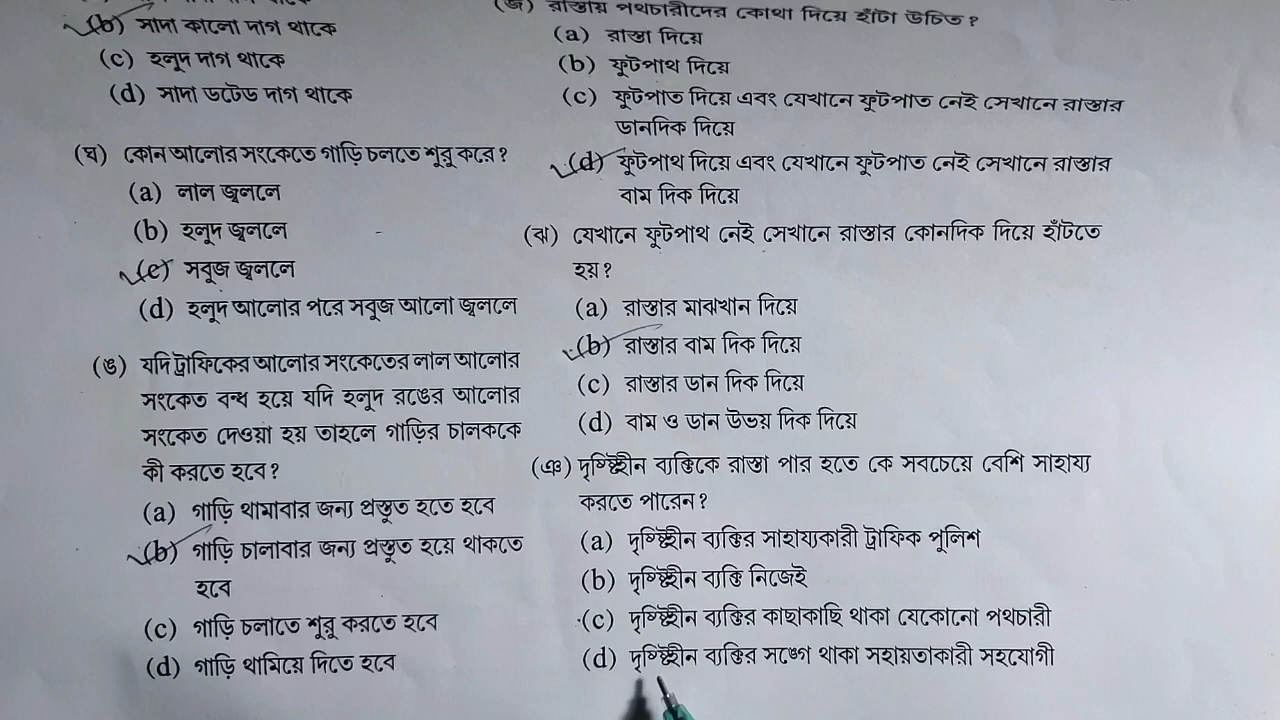 (b) সাদা কালো দাগ থাকে
(c) হলুদ দাগ থাকে
(d) সাদা ডটেড দাগ থাকে
(ঘ) কোন আলোর সংকেতে গাড়ি চলতে শুরু করে?
(a) লাল জ্বললে
(b) হলুদ জ্বললে
(c) সবুজ জ্বললে
(d) হলুদ আলোর পরে সবুজ আলো জ্বললে
(ঙ) যদি ট্রাফিকের আলোর সংকেতের লাল আলোর
সংকেত বন্ধ হয়ে যদি হলুদ রঙের আলোর
সংকেত দেওয়া হয় তাহলে গাড়ির চালককে
কী করতে হবে?
(a) গাড়ি থামাবার জন্য প্রস্তুত হতে হবে
(b) গাড়ি চালাবার জন্য প্রস্তুত হয়ে থাকতে
হবে
(c) গাড়ি চলাতে শুরু করতে হবে
(d) গাড়ি থামিয়ে দিতে হবে
(জ) রাস্তায় পথচারীদের কোথা দিয়ে হাঁটা উচিত?
(a) রাস্তা দিয়ে
(b) ফুটপাথ দিয়ে
(c) ফুটপাত দিয়ে এবং যেখানে ফুটপাত নেই সেখানে রাস্তার
ডানদিক দিয়ে
(d) ফুটপাথ দিয়ে এবং যেখানে ফুটপাত নেই সেখানে রাস্তার
বাম দিক দিয়ে
(ঝ) যেখানে ফুটপাথ নেই সেখানে রাস্তার কোনদিক দিয়ে হাঁটতে
হয়?
(a) রাস্তার মাঝখান দিয়ে
(b) রাস্তার বাম দিক দিয়ে
(c) রাস্তার ডান দিক দিয়ে
(d) বাম ও ডান উভয় দিক দিয়ে
(ঞ) দৃষ্টিহীন ব্যক্তিকে রাস্তা পার হতে কে সবচেয়ে বেশি সাহায্য
করতে পারেন?
(a) দৃষ্টিহীন ব্যক্তির সাহায্যকারী ট্রাফিক পুলিশ
(b) দৃষ্টিহীন ব্যক্তি নিজেই
(c) দৃষ্টিহীন ব্যক্তির কাছাকাছি থাকা যেকোনো পথচারী
(d) দৃষ্টিহীন ব্যক্তির সঙ্গে থাকা সহায়তাকারী সহযোগী